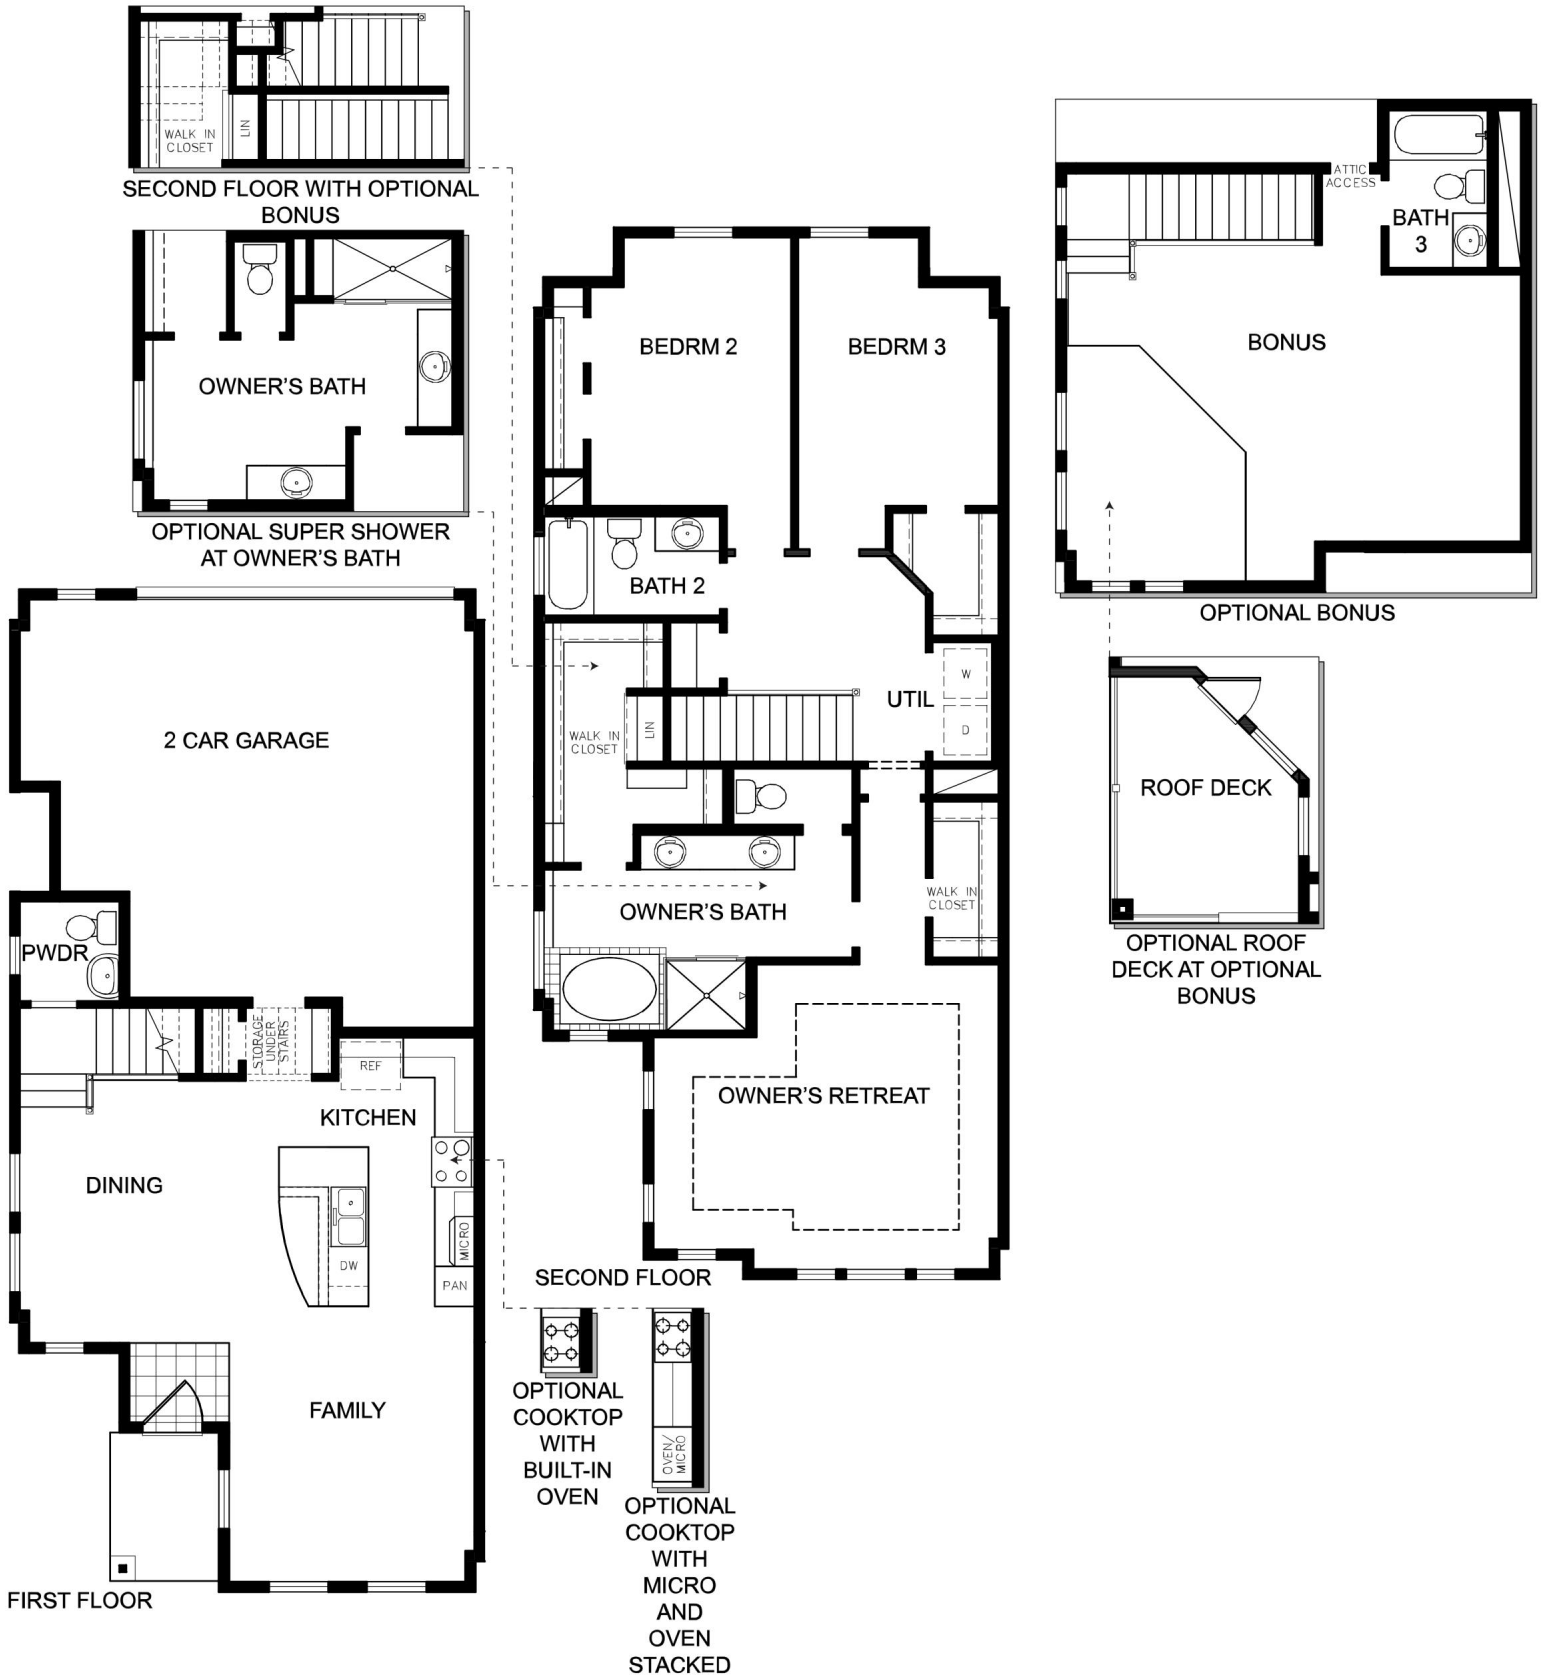 WALK IN
CLOSET
LIN
SECOND FLOOR WITH OPTIONAL
BONUS
OWNER'S BATH
OPTIONAL SUPER SHOWER
AT OWNER'S BATH
2 CAR GARAGE
PWDR
STORAGE
UNDER
STAIRS
REF
KITCHEN
DINING
MICRO
DW
PAN
FAMILY
FIRST FLOOR
BEDRM 2
BEDRM 3
BATH 2
W
UTIL
D
LIN
WALK IN
CLOSET
WALK IN
CLOSET
OWNER'S BATH
OWNER'S RETREAT
SECOND FLOOR
OPTIONAL
COOKTOP
WITH
BUILT-IN
OVEN
OVEN/
MICRO
OPTIONAL
COOKTOP
WITH
MICRO
AND
OVEN
STACKED
ATTIC
ACCESS
BATH
3
BONUS
OPTIONAL BONUS
ROOF DECK
OPTIONAL ROOF
DECK AT OPTIONAL
BONUS